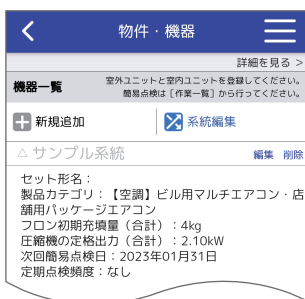 物件・機器
詳細を見る >
機器一覧
室外ユニットと室内ユニットを登録してください。
簡易点検は［作業一覧］から行ってください。
新規追加
系統編集
△ サンプル系統
編集 削除
セット形名：
製品カテゴリ：【空調】ビル用マルチエアコン・店
舗用パッケージエアコン
フロン初期充填量（合計）：4kg
圧縮機の定格出力（合計）：2.10kW
次回簡易点検日：2023年01月31日
定期点検頻度：なし